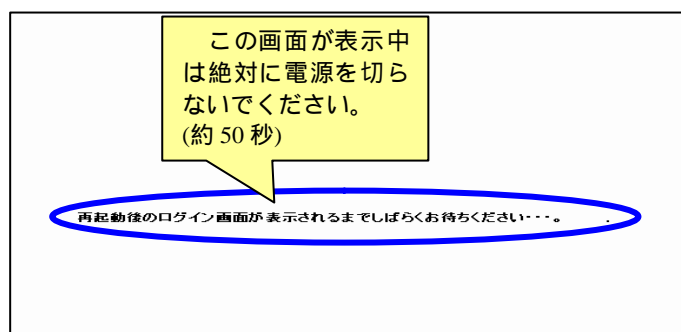 この画面が表示中
は絶対に電源を切ら
ないでください。
(約 50 秒)
再起動後のログイン画面が表示されるまでしばらくお待ちください･･･。　　.